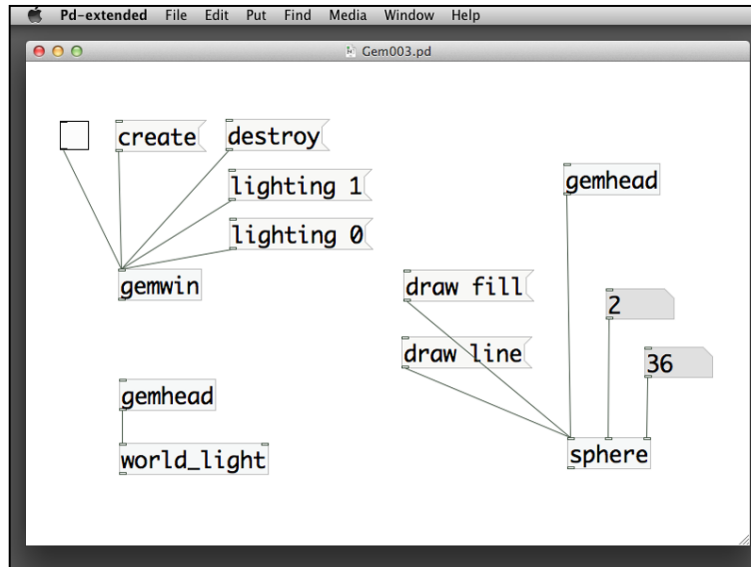 Pd-extended File Edit Put Find Media Window Help
Gem003.pd
create
destroy
lighting 1
gemhead
lighting 0
gemwin
draw fill
2
draw line
36
gemhead
world_light
sphere